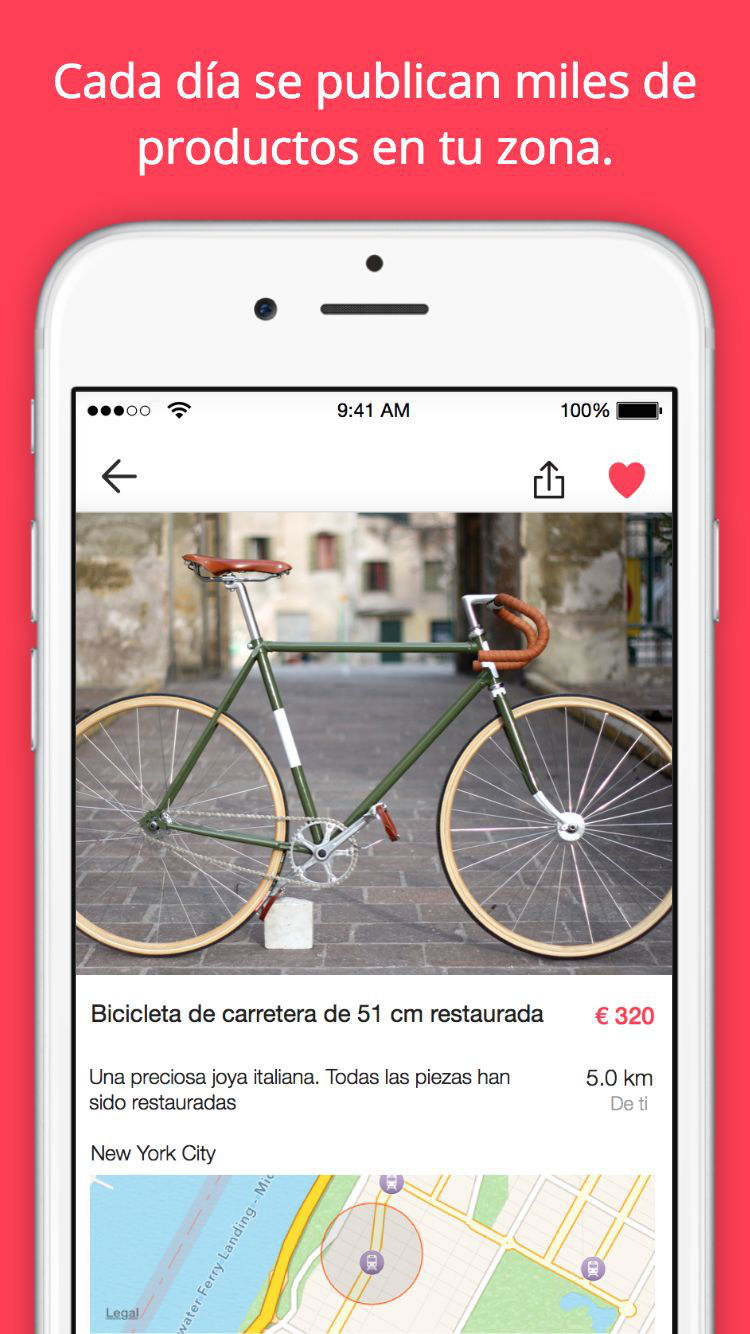 Cada día se publican miles de
productos en tu zona.
9:41 AM
100%
Bicicleta de carretera de 51 cm restaurada
€ 320
Una preciosa joya italiana. Todas las piezas han
sido restauradas
5.0 km
De ti
New York City
water Ferry Landing - Mid
Legal